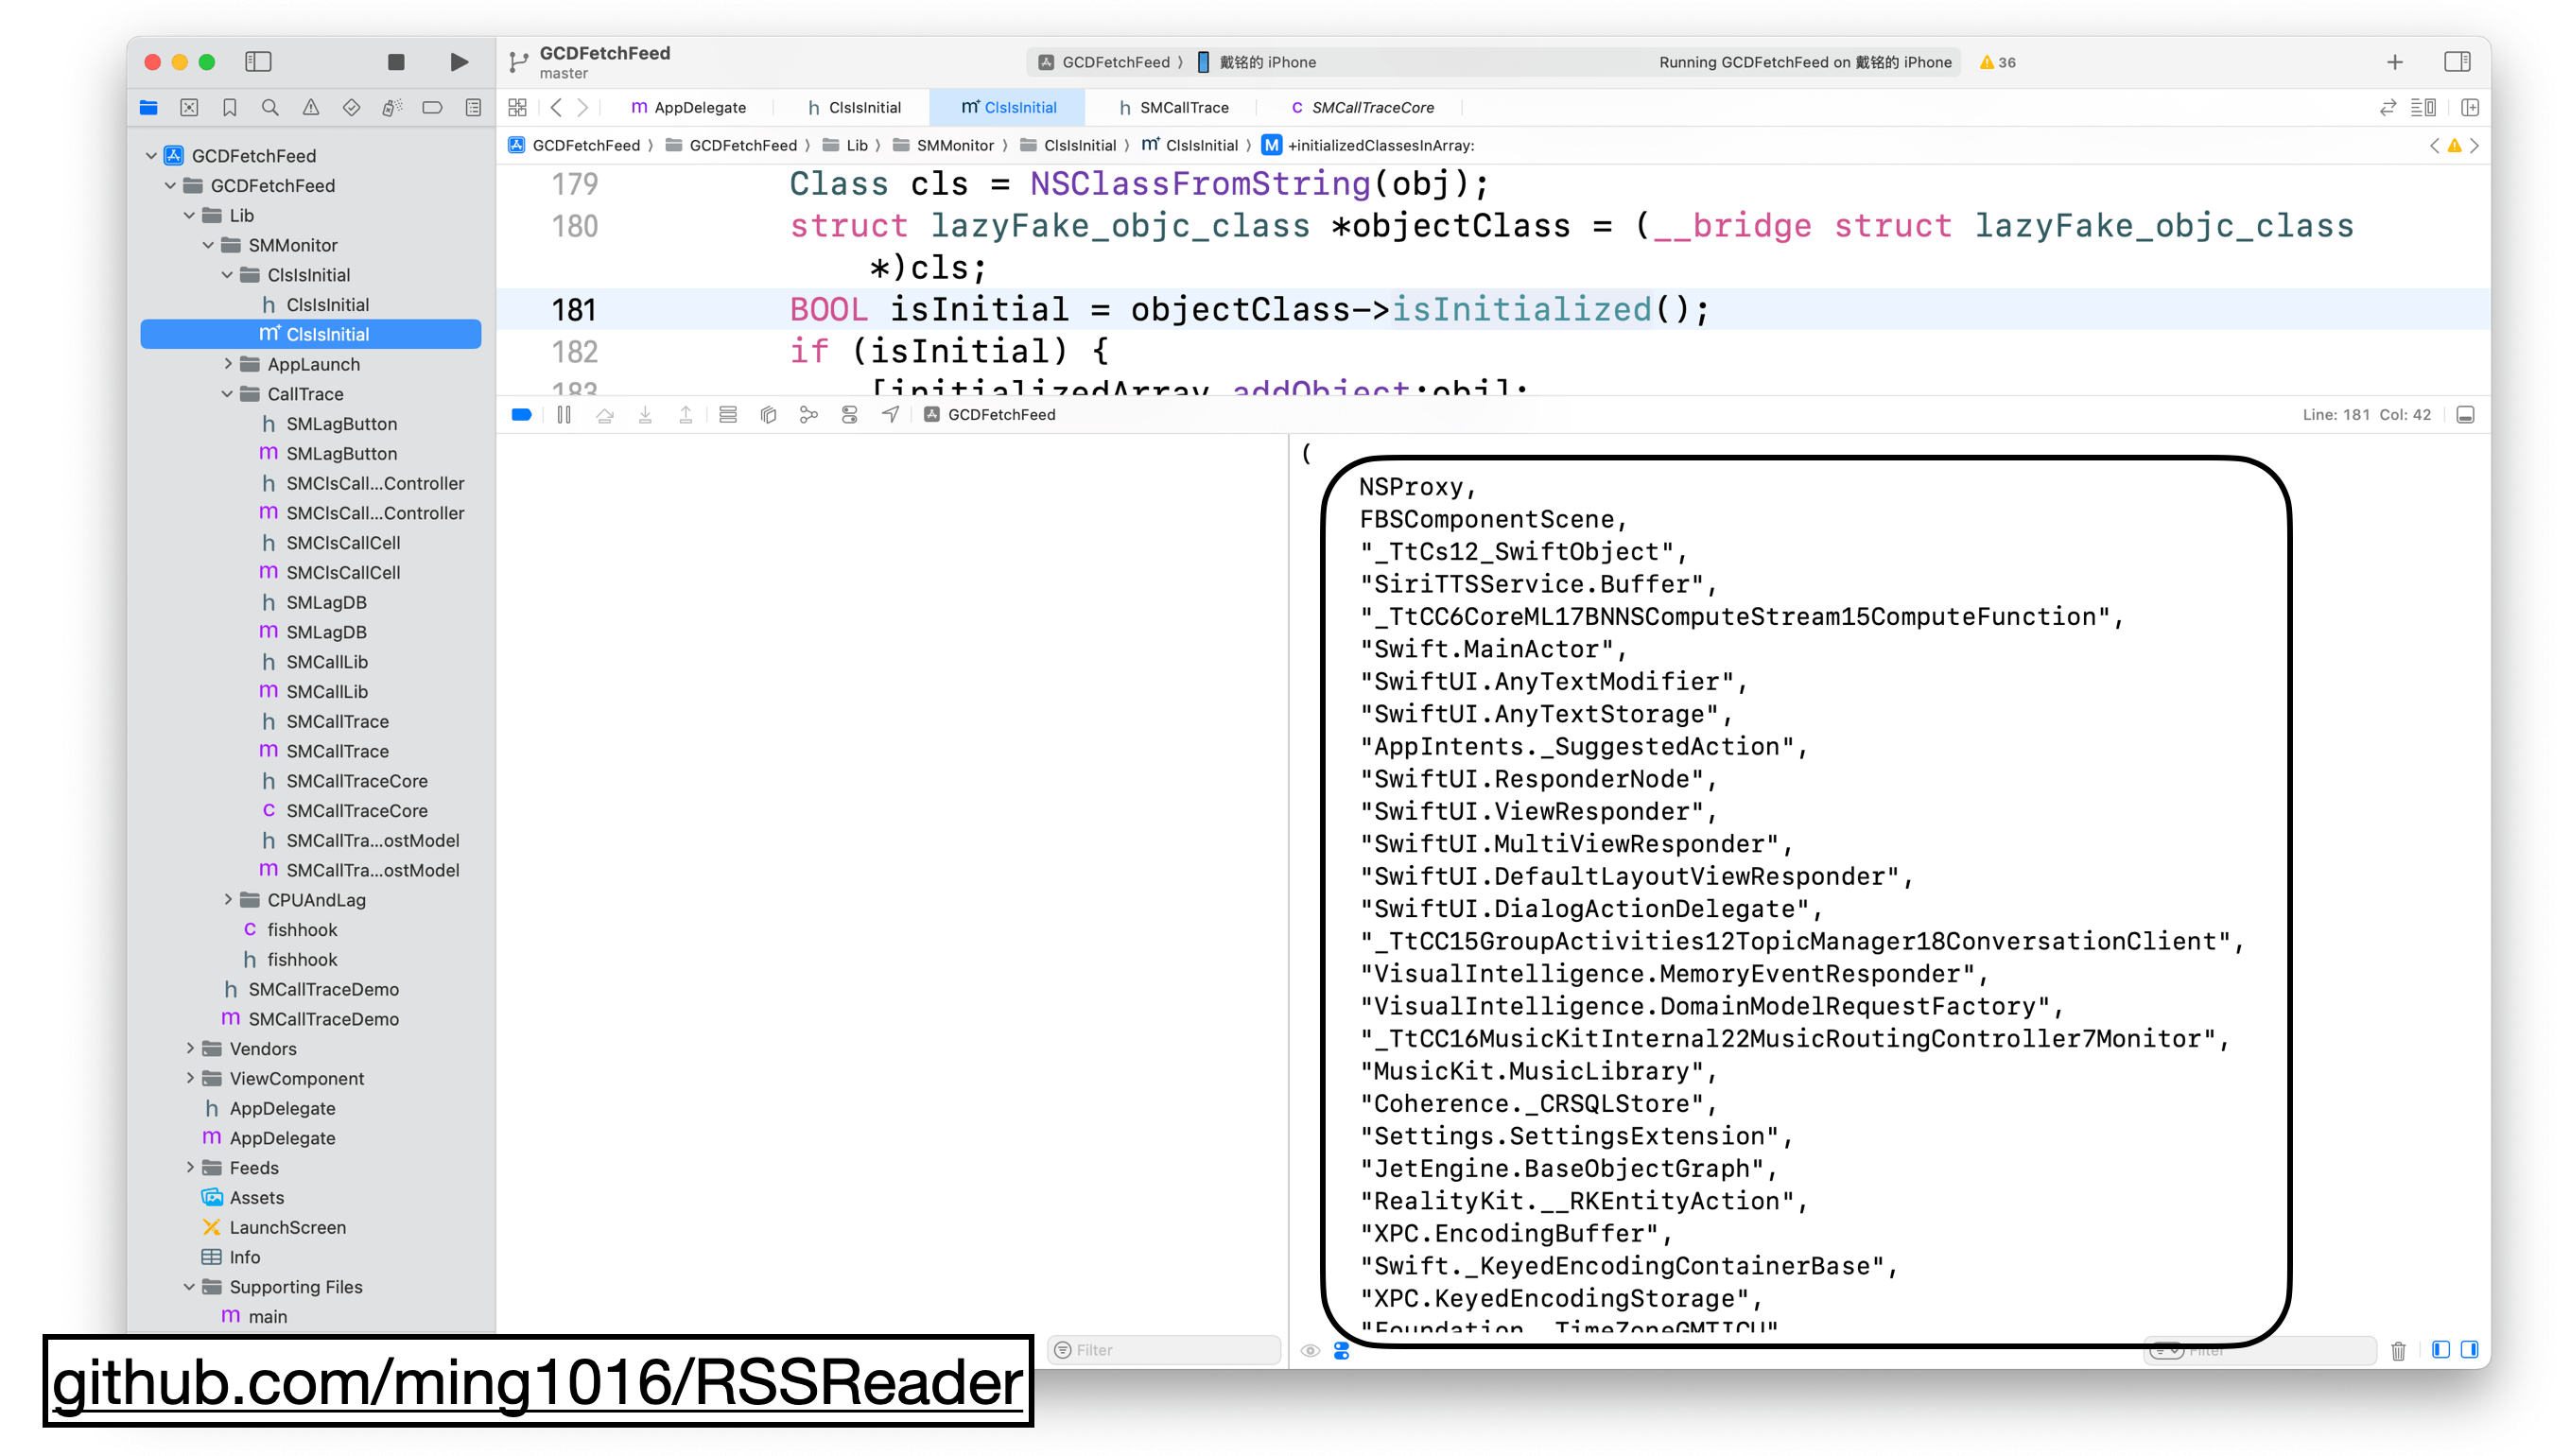 GCDFetchFeed
master
GCDFetchFeed 〉 戴铭的 iPhone
Running GCDFetchFeed on 戴铭的 iPhone
36
m AppDelegate
h ClsIsInitial
m ClsIsInitial
h SMCallTrace
C SMCallTraceCore
GCDFetchFeed 〉 GCDFetchFeed 〉 Lib 〉 SMMonitor 〉 ClsIsInitial 〉 m ClsIsInitial 〉 M +initializedClassesInArray:
GCDFetchFeed
GCDFetchFeed
Lib
SMMonitor
ClsIsInitial
h ClsIsInitial
m ClsIsInitial
AppLaunch
CallTrace
h SMLagButton
m SMLagButton
h SMClsCall...Controller
m SMClsCall...Controller
h SMClsCallCell
m SMClsCallCell
h SMLagDB
m SMLagDB
h SMCallLib
m SMCallLib
h SMCallTrace
m SMCallTrace
h SMCallTraceCore
C SMCallTraceCore
h SMCallTra...ostModel
m SMCallTra...ostModel
CPUAndLag
C fishhook
h fishhook
h SMCallTraceDemo
m SMCallTraceDemo
Vendors
ViewComponent
h AppDelegate
m AppDelegate
Feeds
Assets
LaunchScreen
Info
Supporting Files
m main
179 Class cls = NSClassFromString(obj);
180 struct lazyFake_objc_class *objectClass = (__bridge struct lazyFake_objc_class
*)cls;
181 BOOL isInitial = objectClass->isInitialized();
182 if (isInitial) {
183 [initializedArray addObject:obj];
GCDFetchFeed
Line: 181 Col: 42
(
NSProxy,
FBSComponentScene,
"_TtCs12_SwiftObject",
"SiriTTSService.Buffer",
"_TtCC6CoreML17BNNSComputeStream15ComputeFunction",
"Swift.MainActor",
"SwiftUI.AnyTextModifier",
"SwiftUI.AnyTextStorage",
"AppIntents._SuggestedAction",
"SwiftUI.ResponderNode",
"SwiftUI.ViewResponder",
"SwiftUI.MultiViewResponder",
"SwiftUI.DefaultLayoutViewResponder",
"SwiftUI.DialogActionDelegate",
"_TtCC15GroupActivities12TopicManager18ConversationClient",
"VisualIntelligence.MemoryEventResponder",
"VisualIntelligence.DomainModelRequestFactory",
"_TtCC16MusicKitInternal22MusicRoutingController7Monitor",
"MusicKit.MusicLibrary",
"Coherence._CRSQLStore",
"Settings.SettingsExtension",
"JetEngine.BaseObjectGraph",
"RealityKit.__RKEntityAction",
"XPC.EncodingBuffer",
"Swift._KeyedEncodingContainerBase",
"XPC.KeyedEncodingStorage",
"Foundation._TimeZoneGMTICU"
Filter
Filter
github.com/ming1016/RSSReader